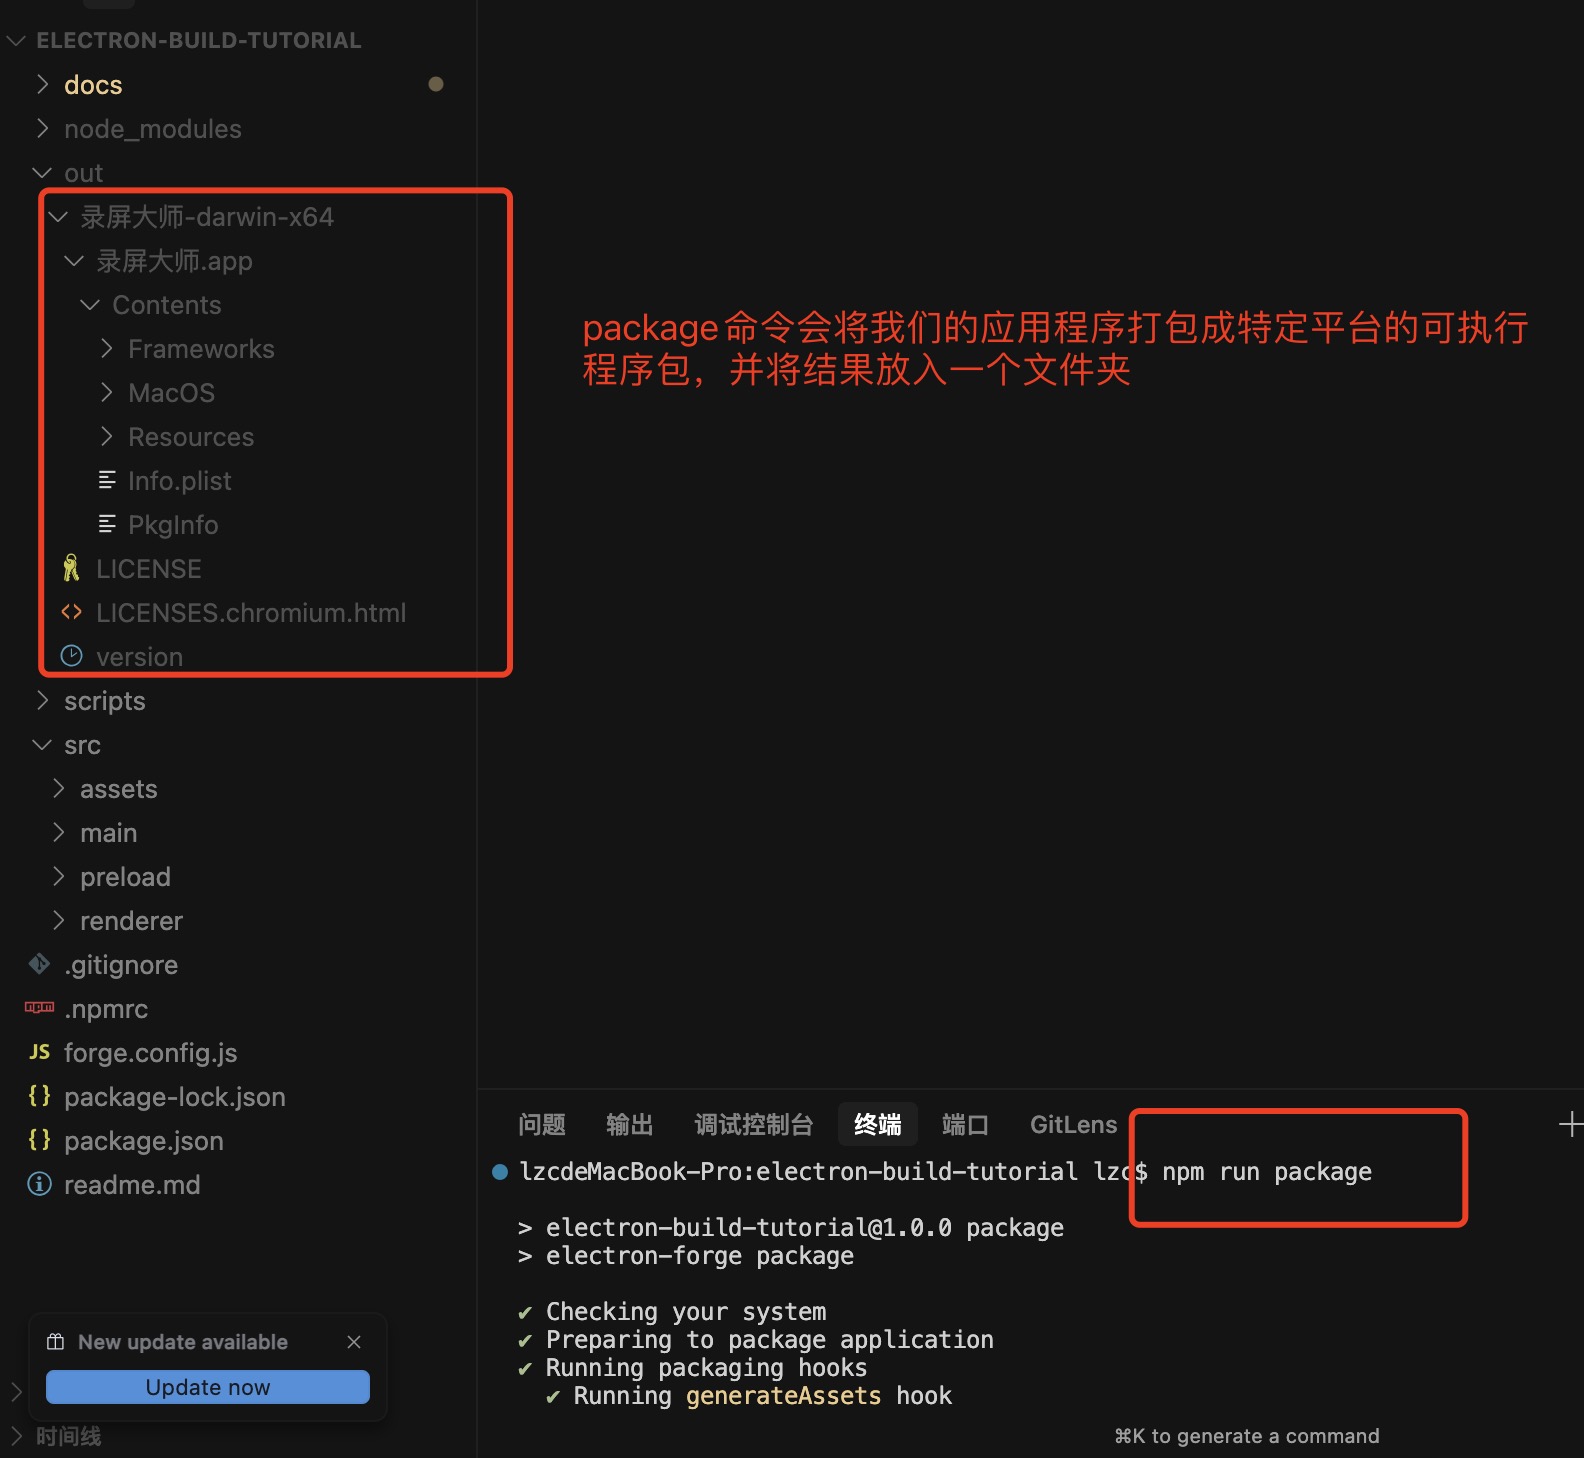 ELECTRON-BUILD-TUTORIAL
docs
node_modules
out
录屏大师-darwin-x64
录屏大师.app
Contents
Frameworks
MacOS
Resources
Info.plist
PkgInfo
LICENSE
LICENSES.chromium.html
version
scripts
src
assets
main
preload
renderer
.gitignore
.npmrc
JS forge.config.js
{} package-lock.json
{} package.json
readme.md
New update available
Update now
时间线
package命令会将我们的应用程序打包成特定平台的可执行
程序包，并将结果放入一个文件夹
问题 输出 调试控制台 终端 端口 GitLens
lzcdeMacBook-Pro:electron-build-tutorial lzc$ npm run package
> electron-build-tutorial@1.0.0 package
> electron-forge package
✔ Checking your system
✔ Preparing to package application
✔ Running packaging hooks
✔ Running generateAssets hook
⌘K to generate a command